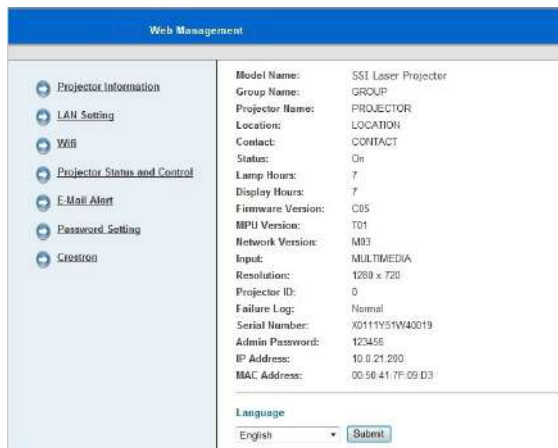 Web Management
Projector Information
LAN Setting
Wifi
Projector Status and Control
E-Mail Alert
Password Setting
Crestron
Model Name: SSI Laser Projector
Group Name: GROUP
Projector Name: PROJECTOR
Location: LOCATION
Contact: CONTACT
Status: On
Lamp Hours: 7
Display Hours: 7
Firmware Version: C05
MPU Version: T01
Network Version: M03
Input: MULTIMEDIA
Resolution: 1280 x 720
Projector ID: 0
Failure Log: Normal
Serial Number: X0111Y51W40019
Admin Password: 123456
IP Address: 10.0.21.200
MAC Address: 00:50:41:7F:09:D3
Language
English
Submit